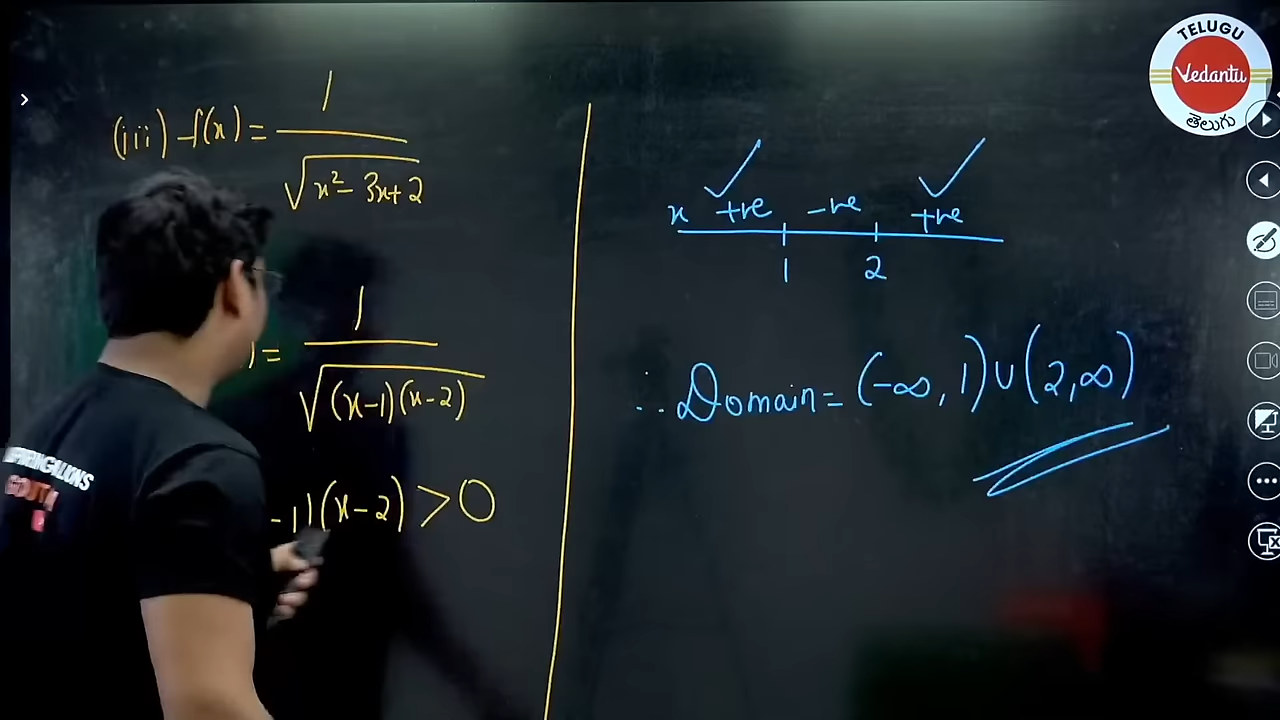 (iii) f(x) = 1
√x²- 3x+2
) = 1
√(x-1)(x-2)
-1)(x-2) >0
x +ve -ve +ve
1 2
∴ Domain= (-∞, 1) ∪ (2,∞)
TELUGU
Vedantu
తెలుగు